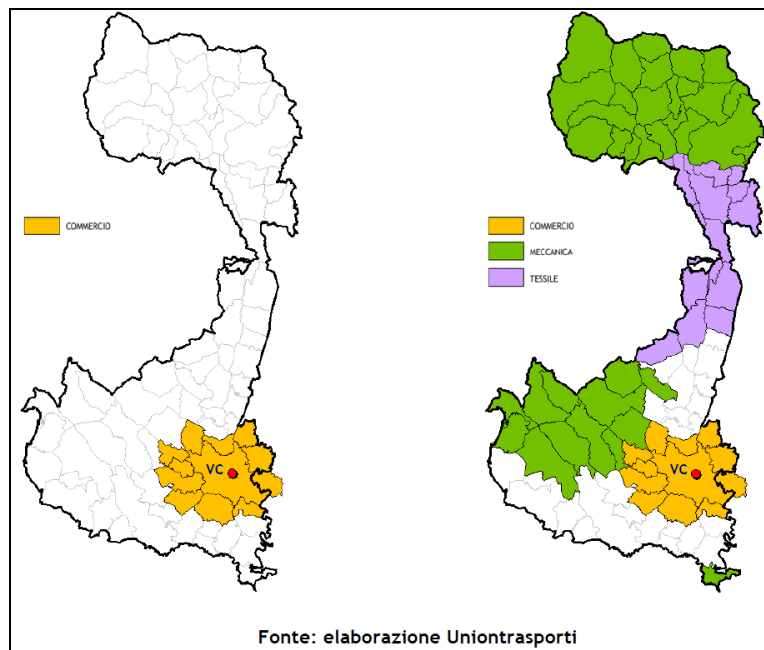 COMMERCIO
VC
COMMERCIO
MECCANICA
TESSILE
VC
Fonte: elaborazione Uniontrasporti